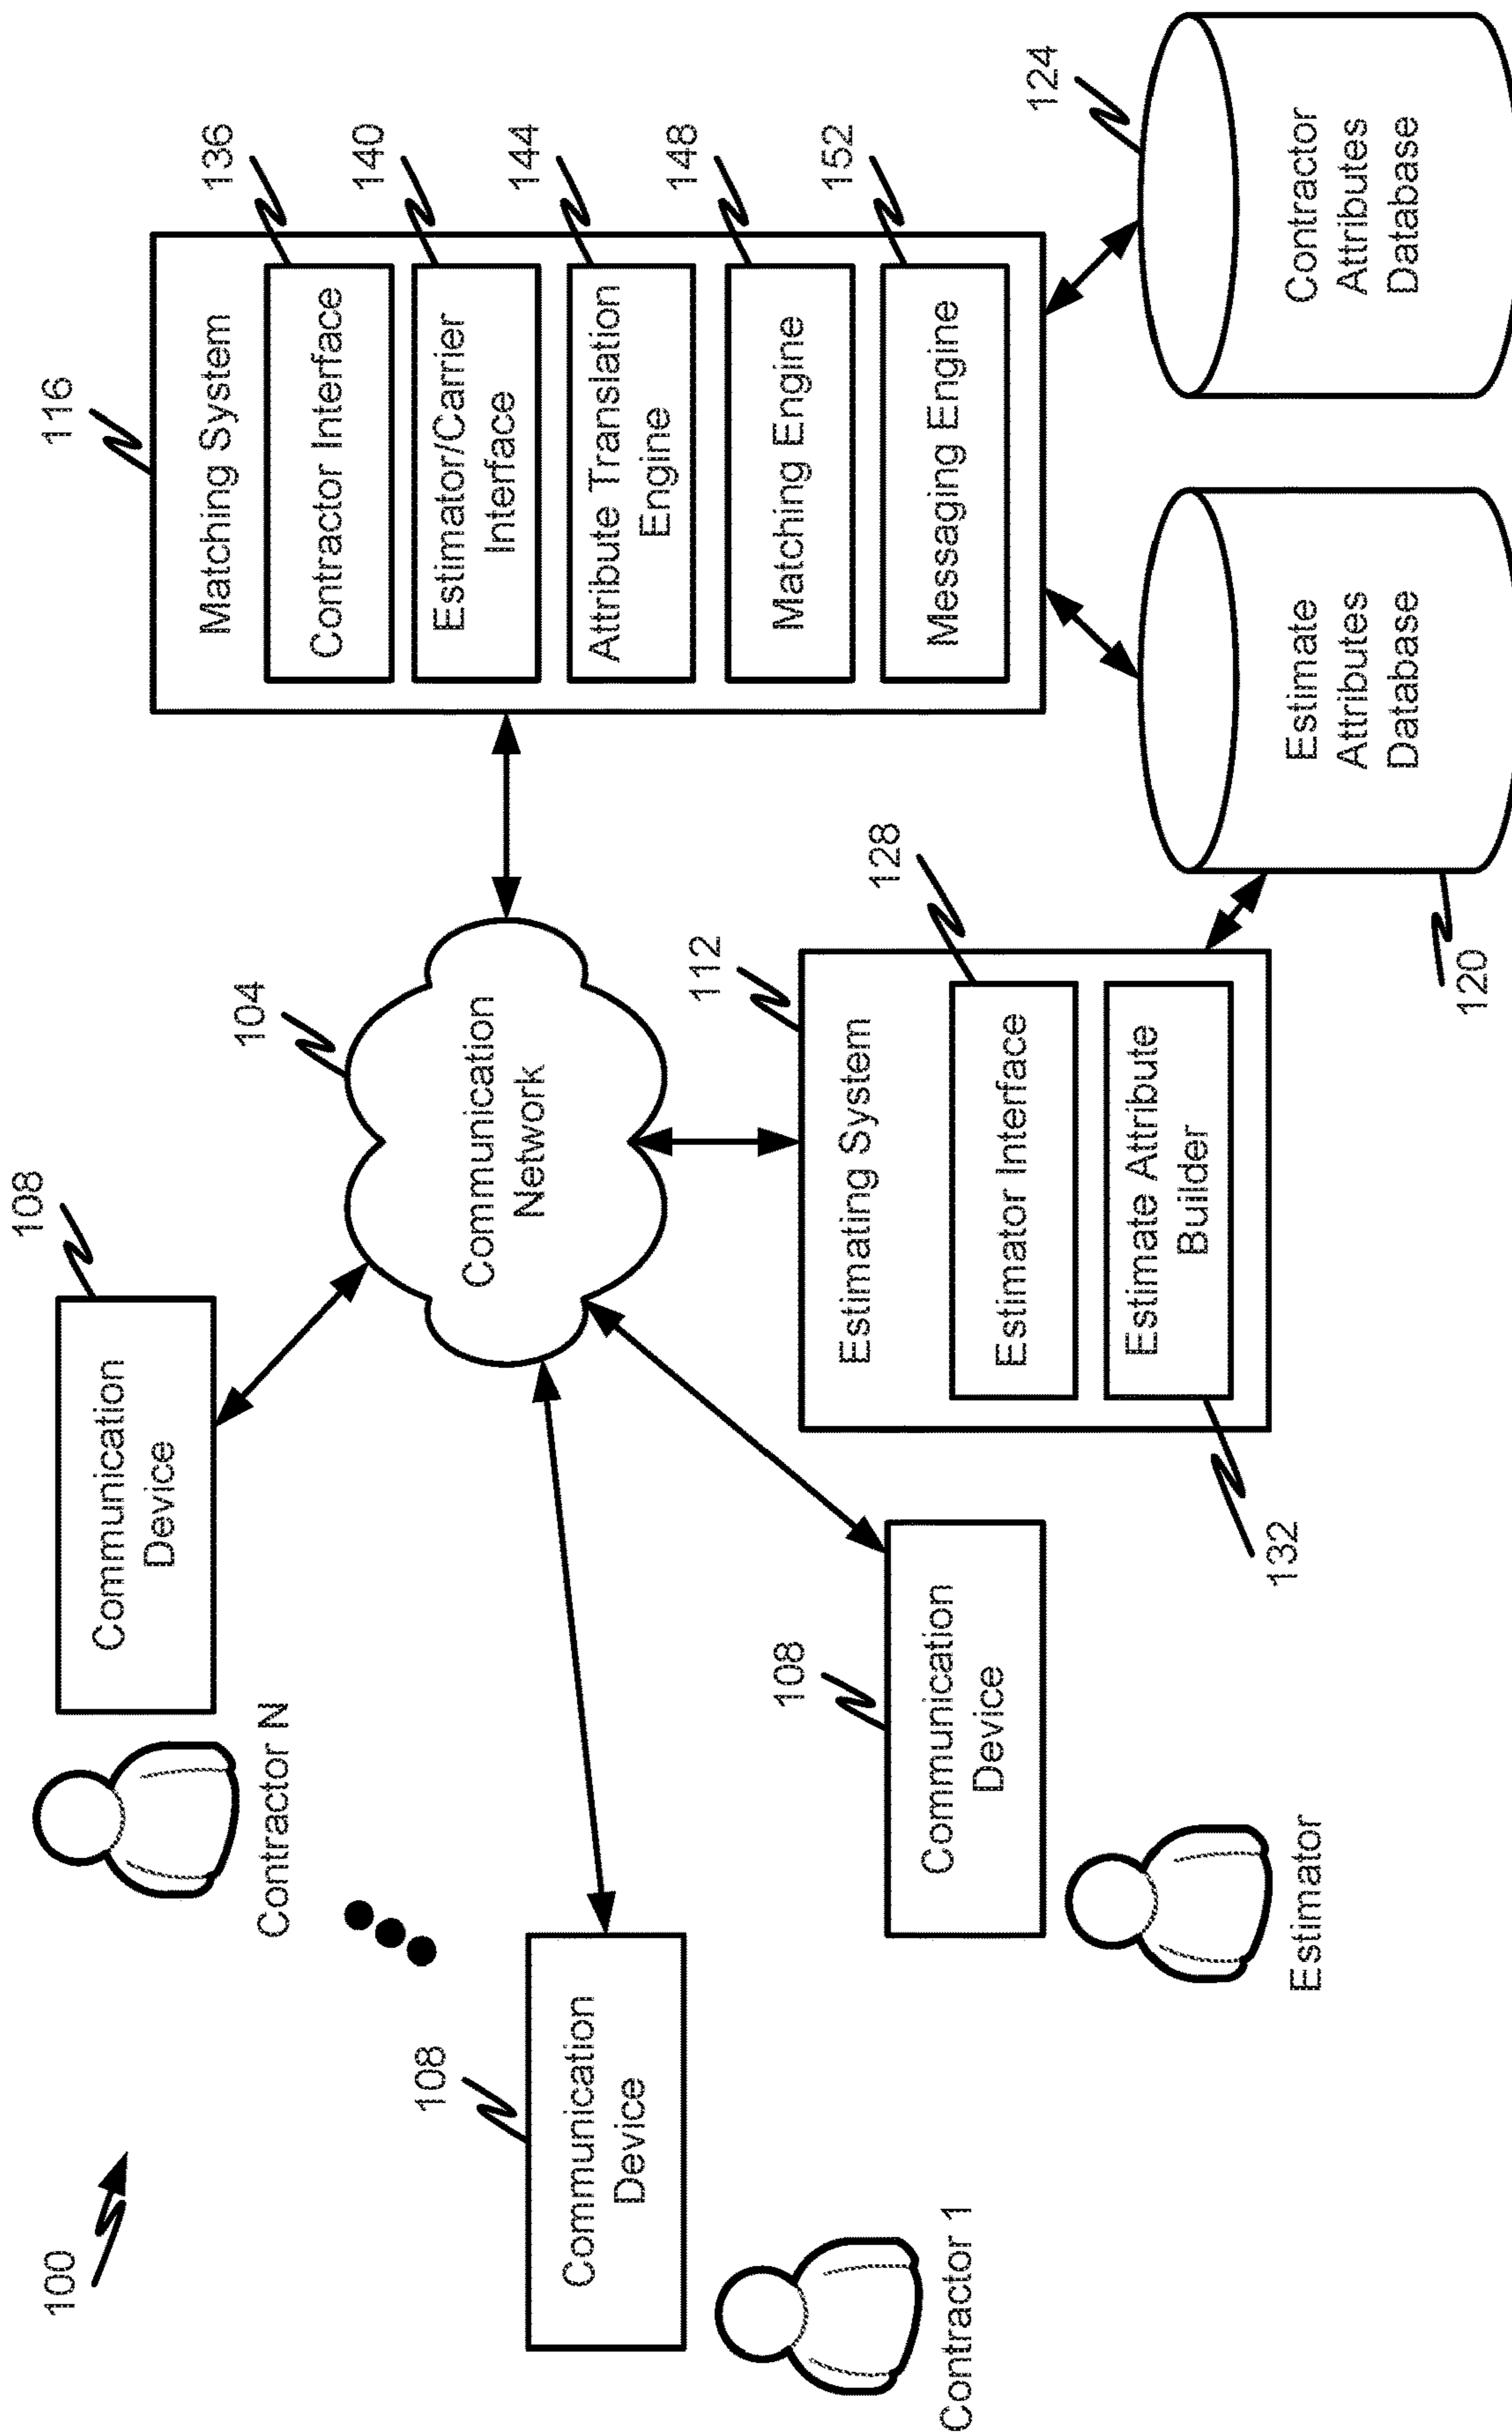 100
Contractor N
Communication
Device
108
Matching System
116
Contractor Interface
136
Estimator/Carrier
Interface
140
Attribute Translation
Engine
144
Matching Engine
148
Messaging Engine
152
Communication
Network
104
Contractor 1
Communication
Device
108
Estimator
Communication
Device
108
Estimating System
112
Estimator Interface
128
Estimate Attribute
Builder
132
Estimate
Attributes
Database
120
Contractor
Attributes
Database
124